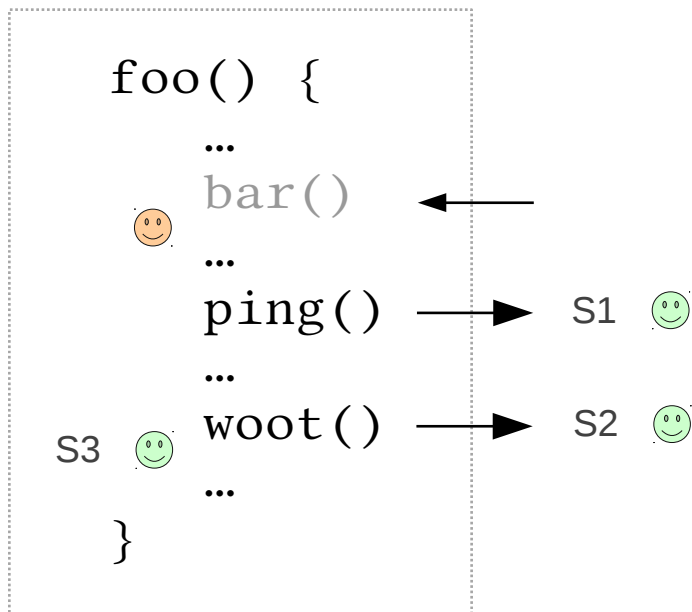 foo() {
…
bar()
…
ping() S1
…
woot() S2
S3
…
}